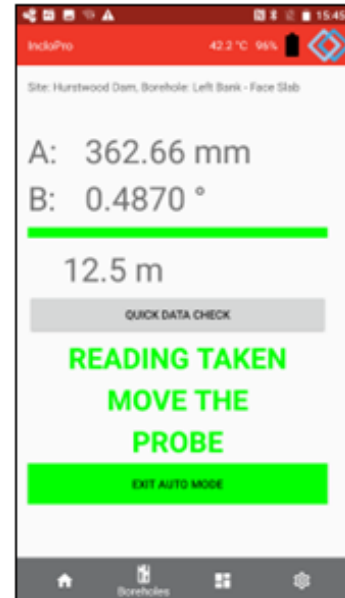 15:45
IncloPro 42.2 °C 96%
Site: Hurstwood Dam, Borehole: Left Bank - Face Slab
A: 362.66 mm
B: 0.4870 °
12.5 m
QUICK DATA CHECK
READING TAKEN
MOVE THE
PROBE
EXIT AUTO MODE
Boreholes